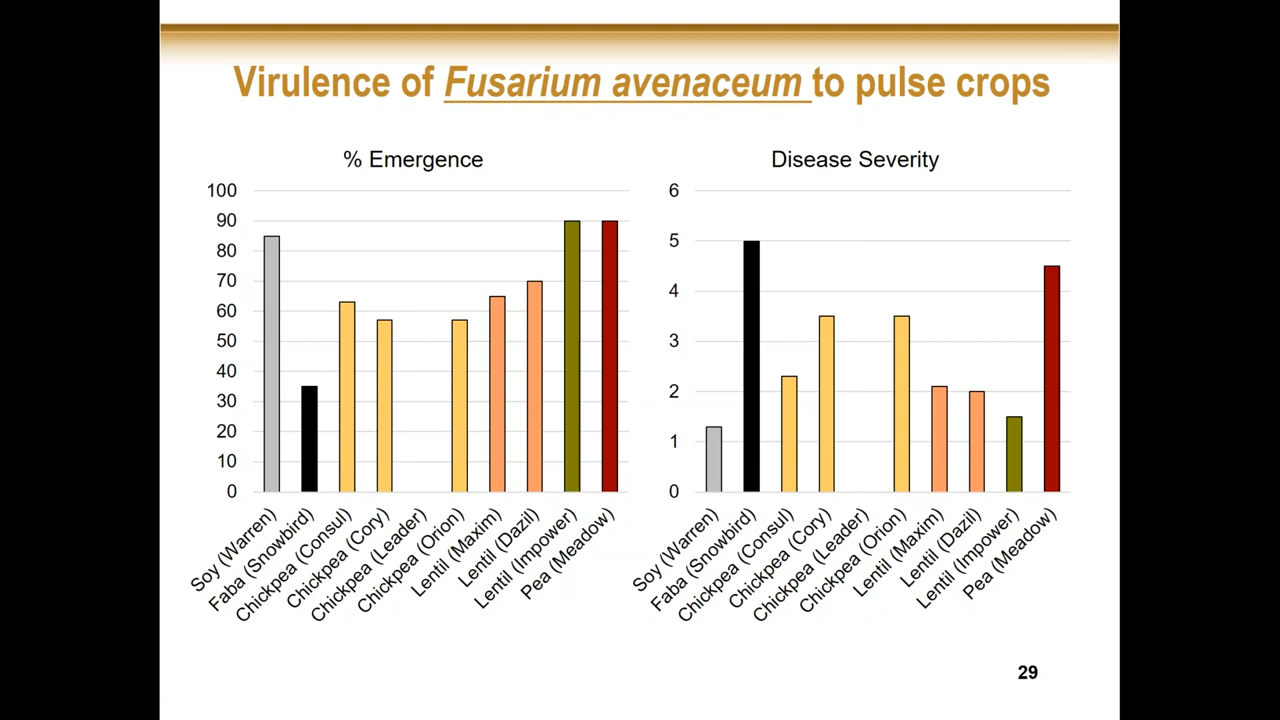 Virulence of Fusarium avenaceum to pulse crops
% Emergence
100
90
80
70
60
50
40
30
20
10
0
Soy (Warren)
Faba (Snowbird)
Chickpea (Consul)
Chickpea (Cory)
Chickpea (Leader)
Chickpea (Orion)
Lentil (Maxim)
Lentil (Dazil)
Lentil (Impower)
Pea (Meadow)
Disease Severity
6
5
4
3
2
1
0
Soy (Warren)
Faba (Snowbird)
Chickpea (Consul)
Chickpea (Cory)
Chickpea (Leader)
Chickpea (Orion)
Lentil (Maxim)
Lentil (Dazil)
Lentil (Impower)
Pea (Meadow)
29